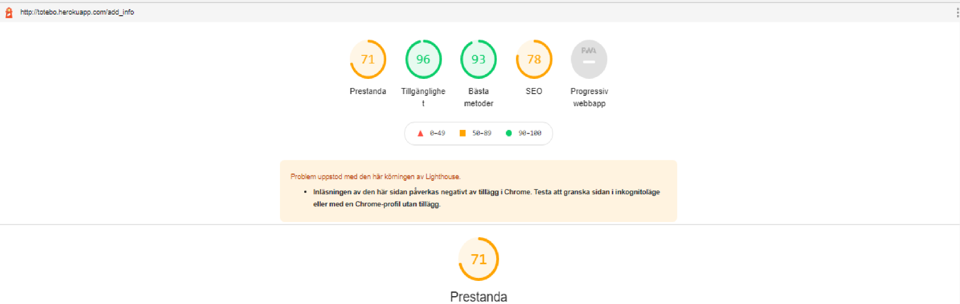 http://totebo.herokuapp.com/add_info
71 96 93 78 PWA
Prestanda Tillgänglighe Bästa SEO Progressiv
t metoder webbapp
0–49 50–89 90–100
Problem uppstod med den här körningen av Lighthouse.
Inläsningen av den här sidan påverkas negativt av tillägg i Chrome. Testa att granska sidan i inkognitoläge
eller med en Chrome-profil utan tillägg.
71
Prestanda